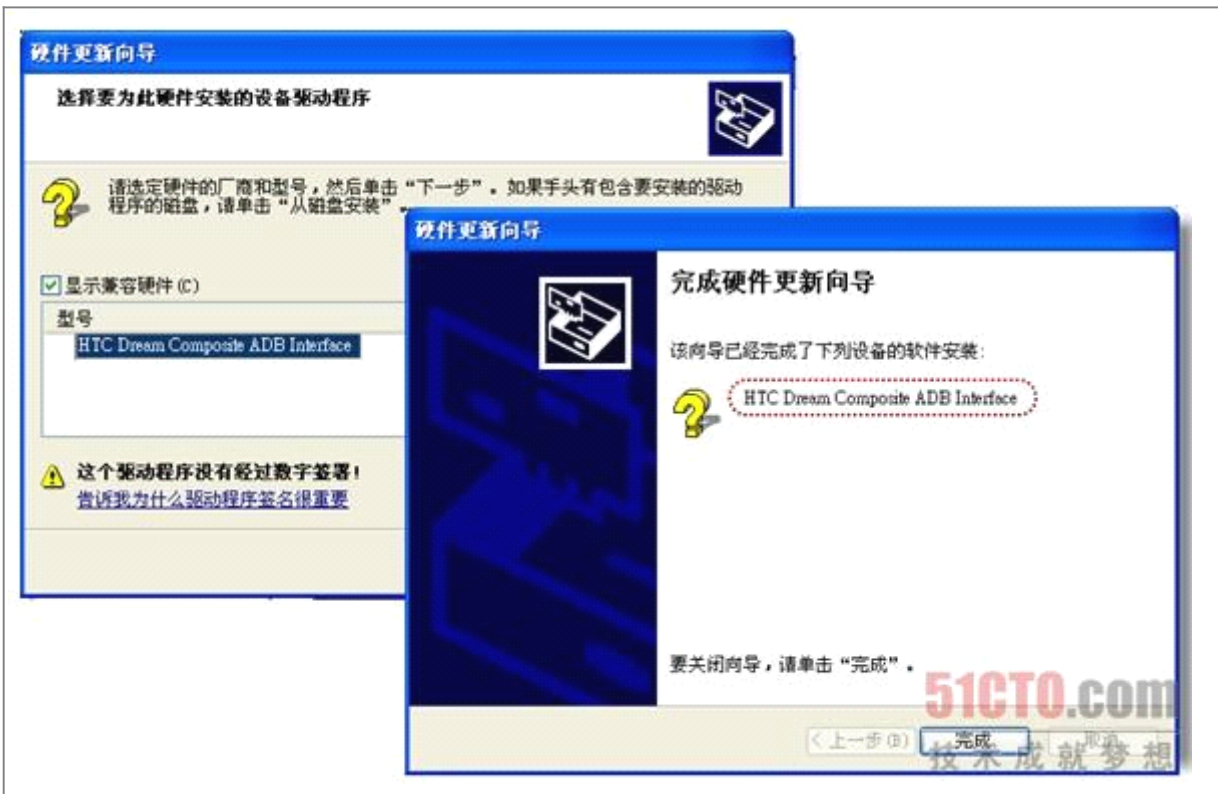 硬件更新向导
选择要为此硬件安装的设备驱动程序
请选定硬件的厂商和型号,然后单击“下一步”。如果手头有包含要安装的驱动
程序的磁盘,请单击“从磁盘安装”。
显示兼容硬件(C)
型号
HTC Dream Composite ADB Interface
这个驱动程序没有经过数字签署!
告诉我为什么驱动程序签名很重要
硬件更新向导
完成硬件更新向导
该向导已经完成了下列设备的软件安装:
HTC Dream Composite ADB Interface
要关闭向导,请单击“完成”。
<上一步(B) 完成 取消
51CTO.com
技术成就梦想